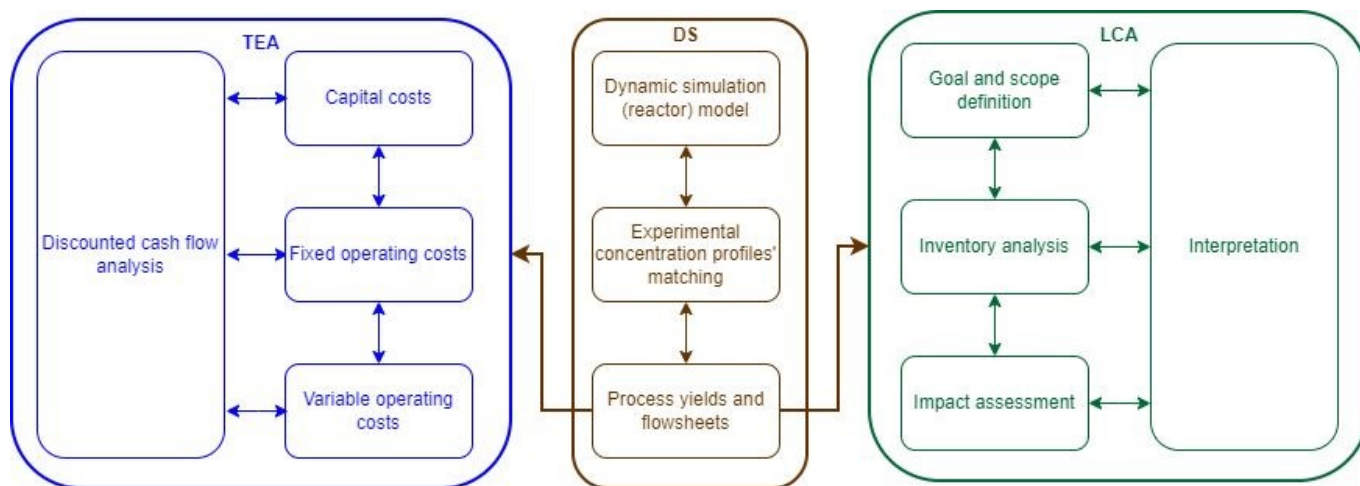 TEA
Capital costs
Discounted cash flow
analysis
Fixed operating costs
Variable operating
costs
DS
Dynamic simulation
(reactor) model
Experimental
concentration profiles'
matching
Process yields and
flowsheets
LCA
Goal and scope
definition
Inventory analysis
Interpretation
Impact assessment